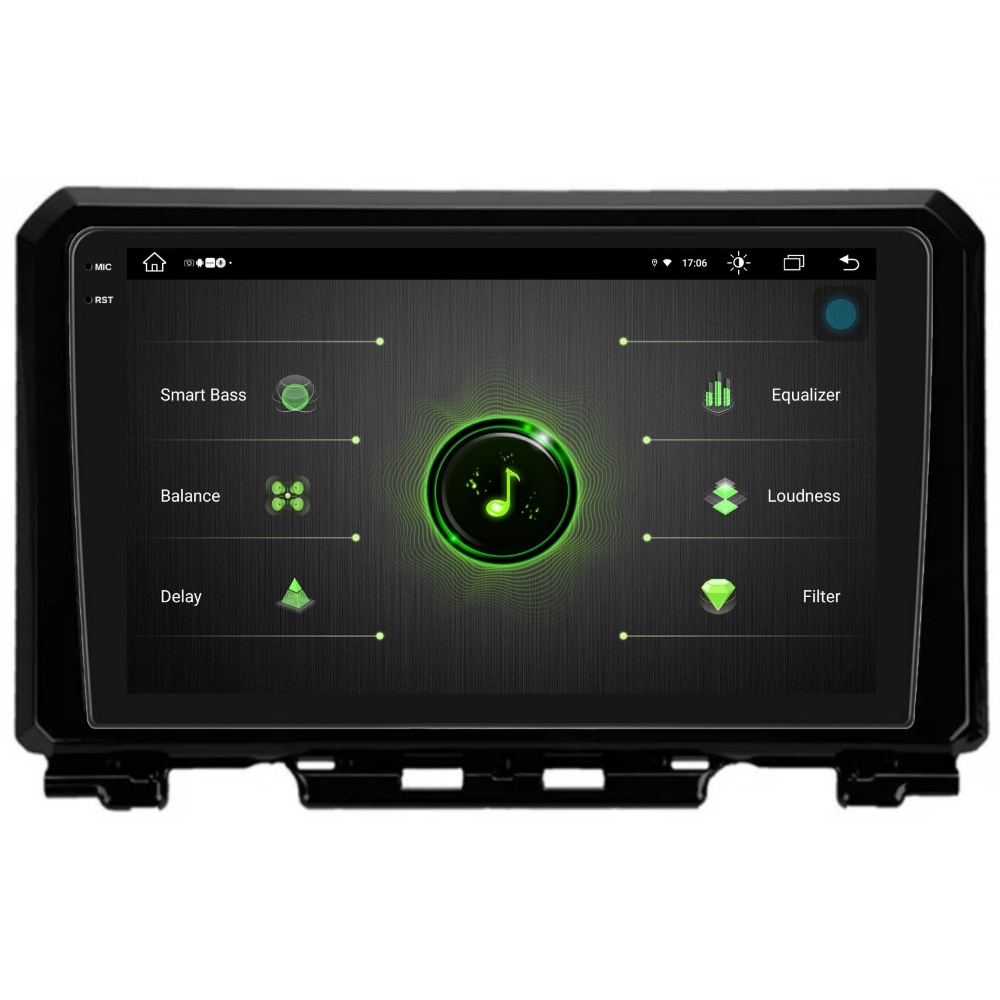 MIC
17:06
RST
Smart Bass
Equalizer
Balance
Loudness
Delay
Filter